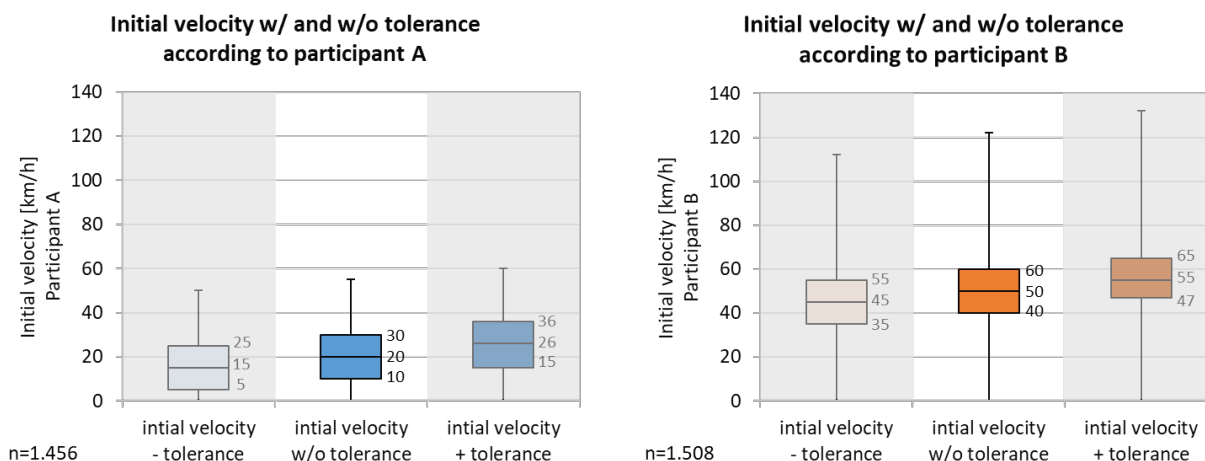 Initial velocity w/ and w/o tolerance
according to participant A
Initial velocity [km/h]
Participant A
140
120
100
80
60
40
20
0
25
15
5
30
20
10
36
26
15
intial velocity
- tolerance
intial velocity
w/o tolerance
intial velocity
+ tolerance
n=1.456
Initial velocity w/ and w/o tolerance
according to participant B
Initial velocity [km/h]
Participant B
140
120
100
80
60
40
20
0
55
45
35
60
50
40
65
55
47
intial velocity
- tolerance
intial velocity
w/o tolerance
intial velocity
+ tolerance
n=1.508